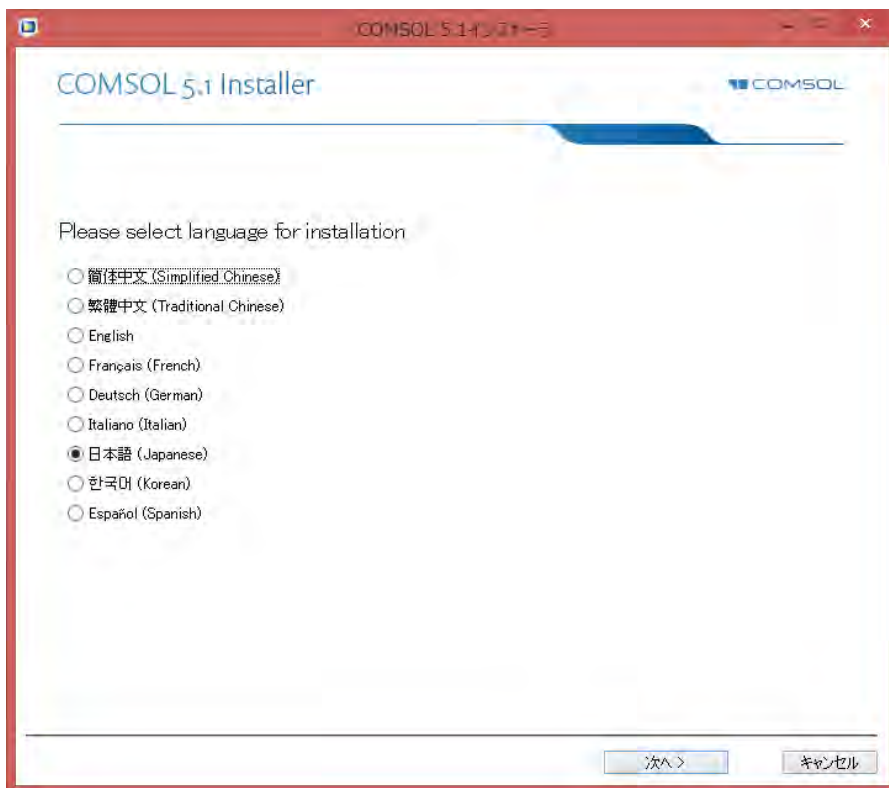 COMSOL 5.1インストーラ
COMSOL 5.1 Installer
COMSOL
Please select language for installation
简体中文 (Simplified Chinese)
繁體中文 (Traditional Chinese)
English
Français (French)
Deutsch (German)
Italiano (Italian)
日本語 (Japanese)
한국어 (Korean)
Español (Spanish)
次へ >
キャンセル